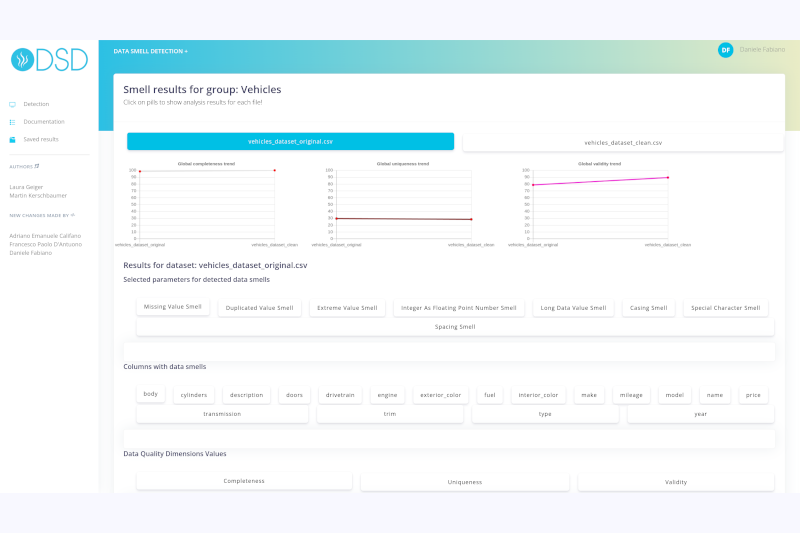 DSD
DATA SMELL DETECTION +
DF Daniele Fabiano
Detection
Documentation
Saved results
AUTHORS
Laura Geiger
Martin Kerschbaumer
NEW CHANGES MADE BY
Adriano Emanuele Califano
Francesco Paolo D'Antuono
Daniele Fabiano
Smell results for group: Vehicles
Click on pills to show analysis results for each file!
vehicles_dataset_original.csv
vehicles_dataset_clean.csv
Global completeness trend
100
90
80
70
60
50
40
30
20
10
0
vehicles_dataset_original
vehicles_dataset_clean
Global uniqueness trend
100
90
80
70
60
50
40
30
20
10
0
vehicles_dataset_original
vehicles_dataset_clean
Global validity trend
100
90
80
70
60
50
40
30
20
10
0
vehicles_dataset_original
vehicles_dataset_clean
Results for dataset: vehicles_dataset_original.csv
Selected parameters for detected data smells
Missing Value Smell
Duplicated Value Smell
Extreme Value Smell
Integer As Floating Point Number Smell
Long Data Value Smell
Casing Smell
Special Character Smell
Spacing Smell
Columns with data smells
body
cylinders
description
doors
drivetrain
engine
exterior_color
fuel
interior_color
make
mileage
model
name
price
transmission
trim
type
year
Data Quality Dimensions Values
Completeness
Uniqueness
Validity